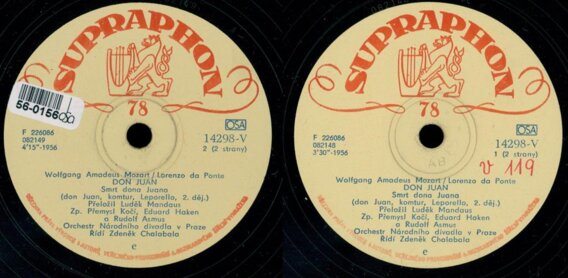 SUPRAPHON
78
56-0156
F 226086
082149
4'15"-1956
OSA
14298-V
2 (2 strany)
Wolfgang Amadeus Mozart/Lorenzo da Ponte
DON JUAN
Smrt dona Juana
(don Juan, komtur, Leporello, 2. děj.)
Přeložil Luděk Mandaus
Zp. Přemysl Kočí, Eduard Haken
a Rudolf Asmus
Orchestr Národního divadla v Praze
Řídí Zdeněk Chalabala
e
SUPRAPHON
78
F 226086
082148
3'30"-1956
OSA
14298-V
1 (2 strany)
v 119
AB
Wolfgang Amadeus Mozart/Lorenzo da Ponte
DON JUAN
Smrt dona Juana
(don Juan, komtur, Leporello, 2. děj.)
Přeložil Luděk Mandaus
Zp. Přemysl Kočí, Eduard Haken
a Rudolf Asmus
Orchestr Národního divadla v Praze
Řídí Zdeněk Chalabala
e